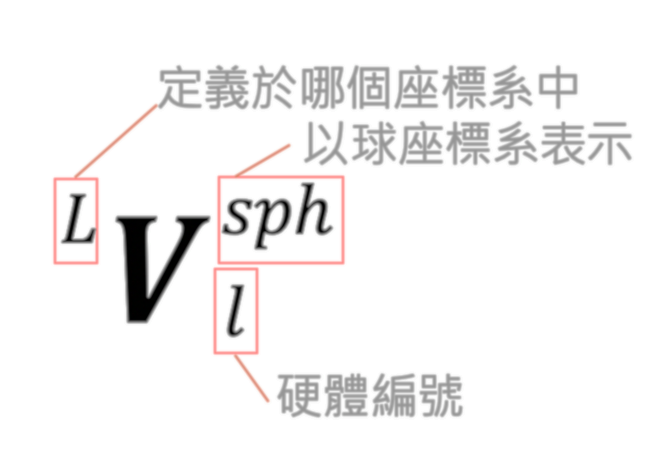 定義於哪個座標系中
以球座標系表示
L V sph
l
硬體編號